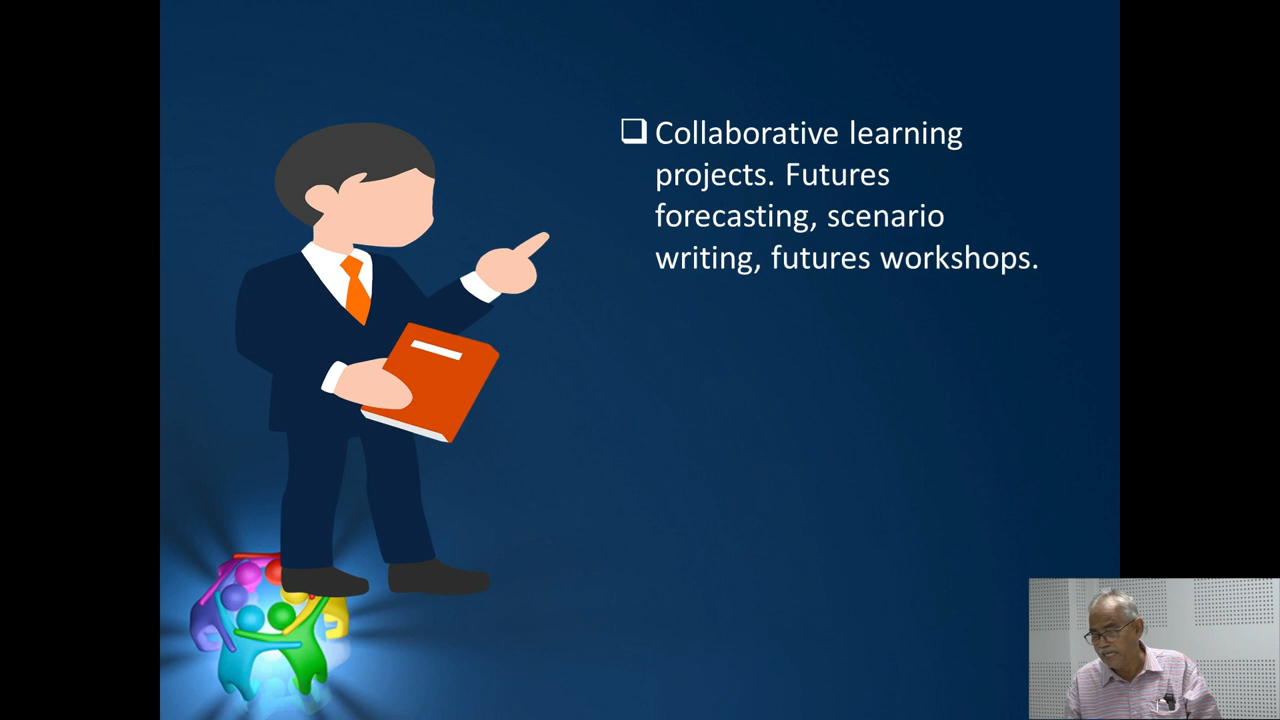 Collaborative learning
projects. Futures
forecasting, scenario
writing, futures workshops.